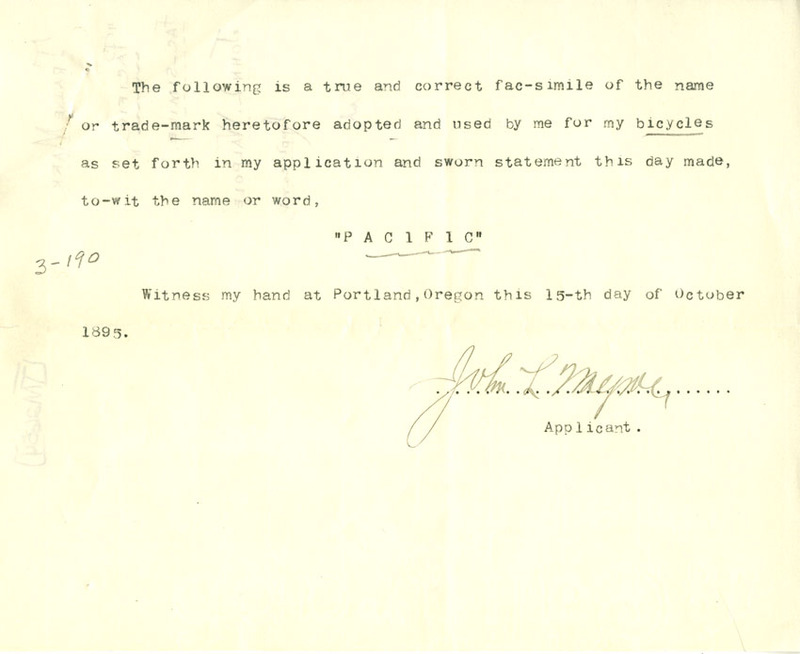 The following is a true and correct fac-simile of the name
or trade-mark heretofore adopted and used by me for my bicycles
as set forth in my application and sworn statement this day made,
to-wit the name or word,
"P A C l F l C"
3-190
Witness my hand at Portland,Oregon this 15-th day of October
1895.
John L
Applicant.